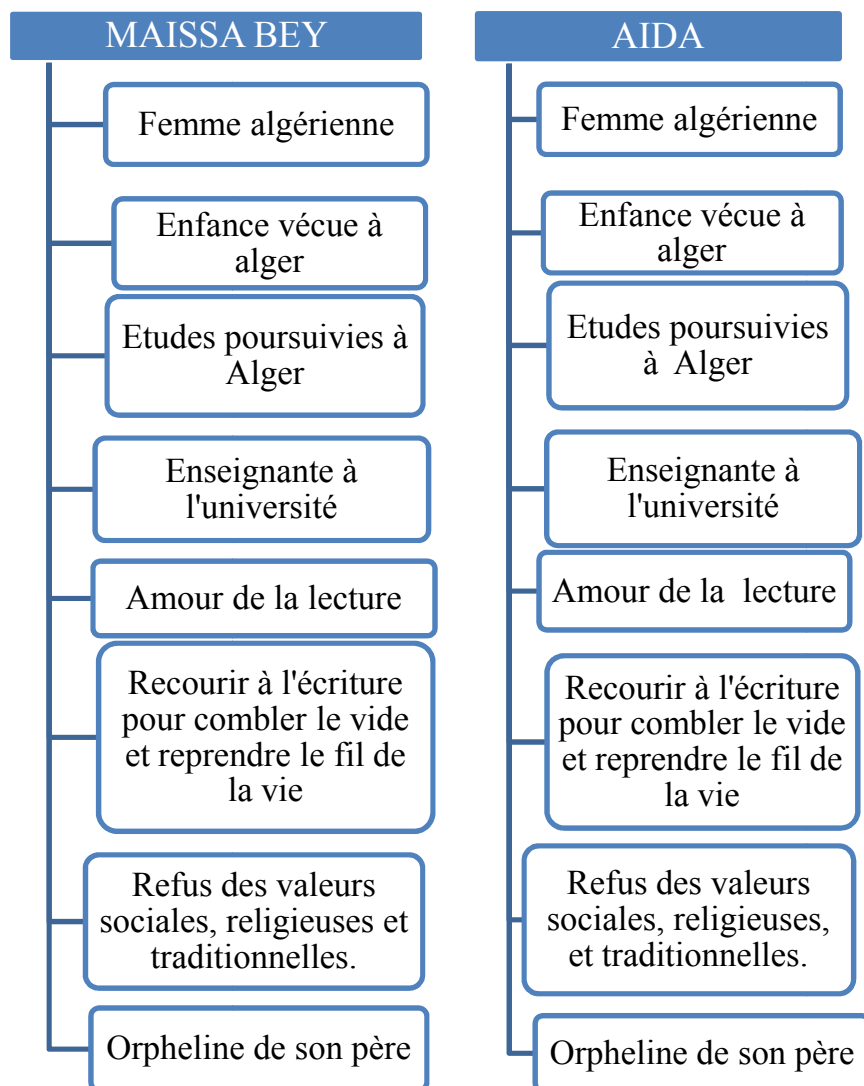 MAISSA BEY
Femme algérienne
Enfance vécue à
alger
Etudes poursuivies à
Alger
Enseignante à
l'université
Amour de la lecture
Recourir à l'écriture
pour combler le vide
et reprendre le fil de
la vie
Refus des valeurs
sociales, religieuses et
traditionnelles.
Orpheline de son père
AIDA
Femme algérienne
Enfance vécue à
alger
Etudes poursuivies
à Alger
Enseignante à
l'université
Amour de la lecture
Recourir à l'écriture
pour combler le vide
et reprendre le fil de
la vie
Refus des valeurs
sociales, religieuses,
et traditionnelles.
Orpheline de son père